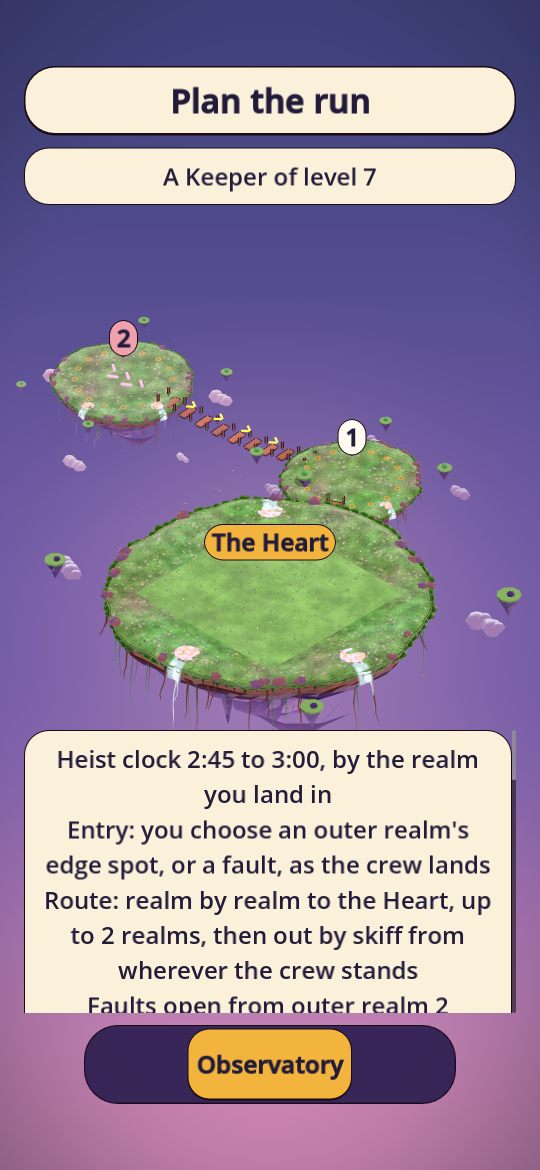 Plan the run
A Keeper of level 7
2
1
The Heart
Heist clock 2:45 to 3:00, by the realm
you land in
Entry: you choose an outer realm's
edge spot, or a fault, as the crew lands
Route: realm by realm to the Heart, up
to 2 realms, then out by skiff from
wherever the crew stands
Faults open from outer realm 2
Observatory